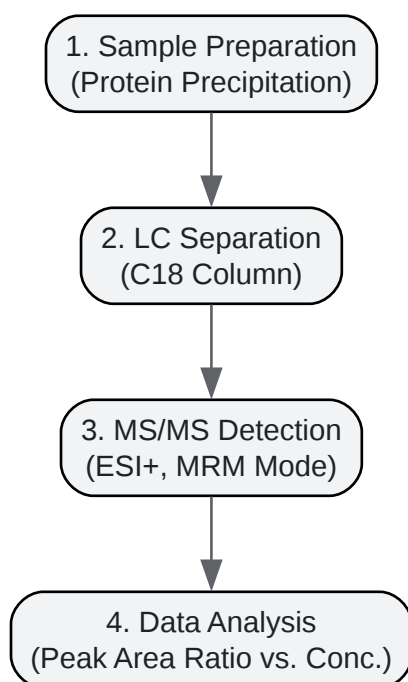 1. Sample Preparation
(Protein Precipitation)
2. LC Separation
(C18 Column)
3. MS/MS Detection
(ESI+, MRM Mode)
4. Data Analysis
(Peak Area Ratio vs. Conc.)